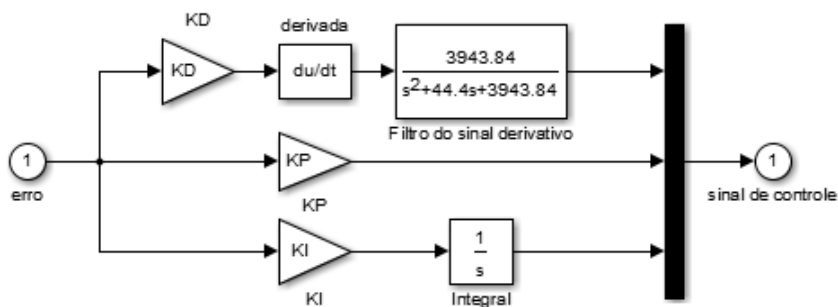 KD
derivada
KD
du/dt
3943.84
s²+44.4s+3943.84
Filtro do sinal derivativo
1
erro
KP
KP
1
sinal de controle
KI
KI
1
s
Integral